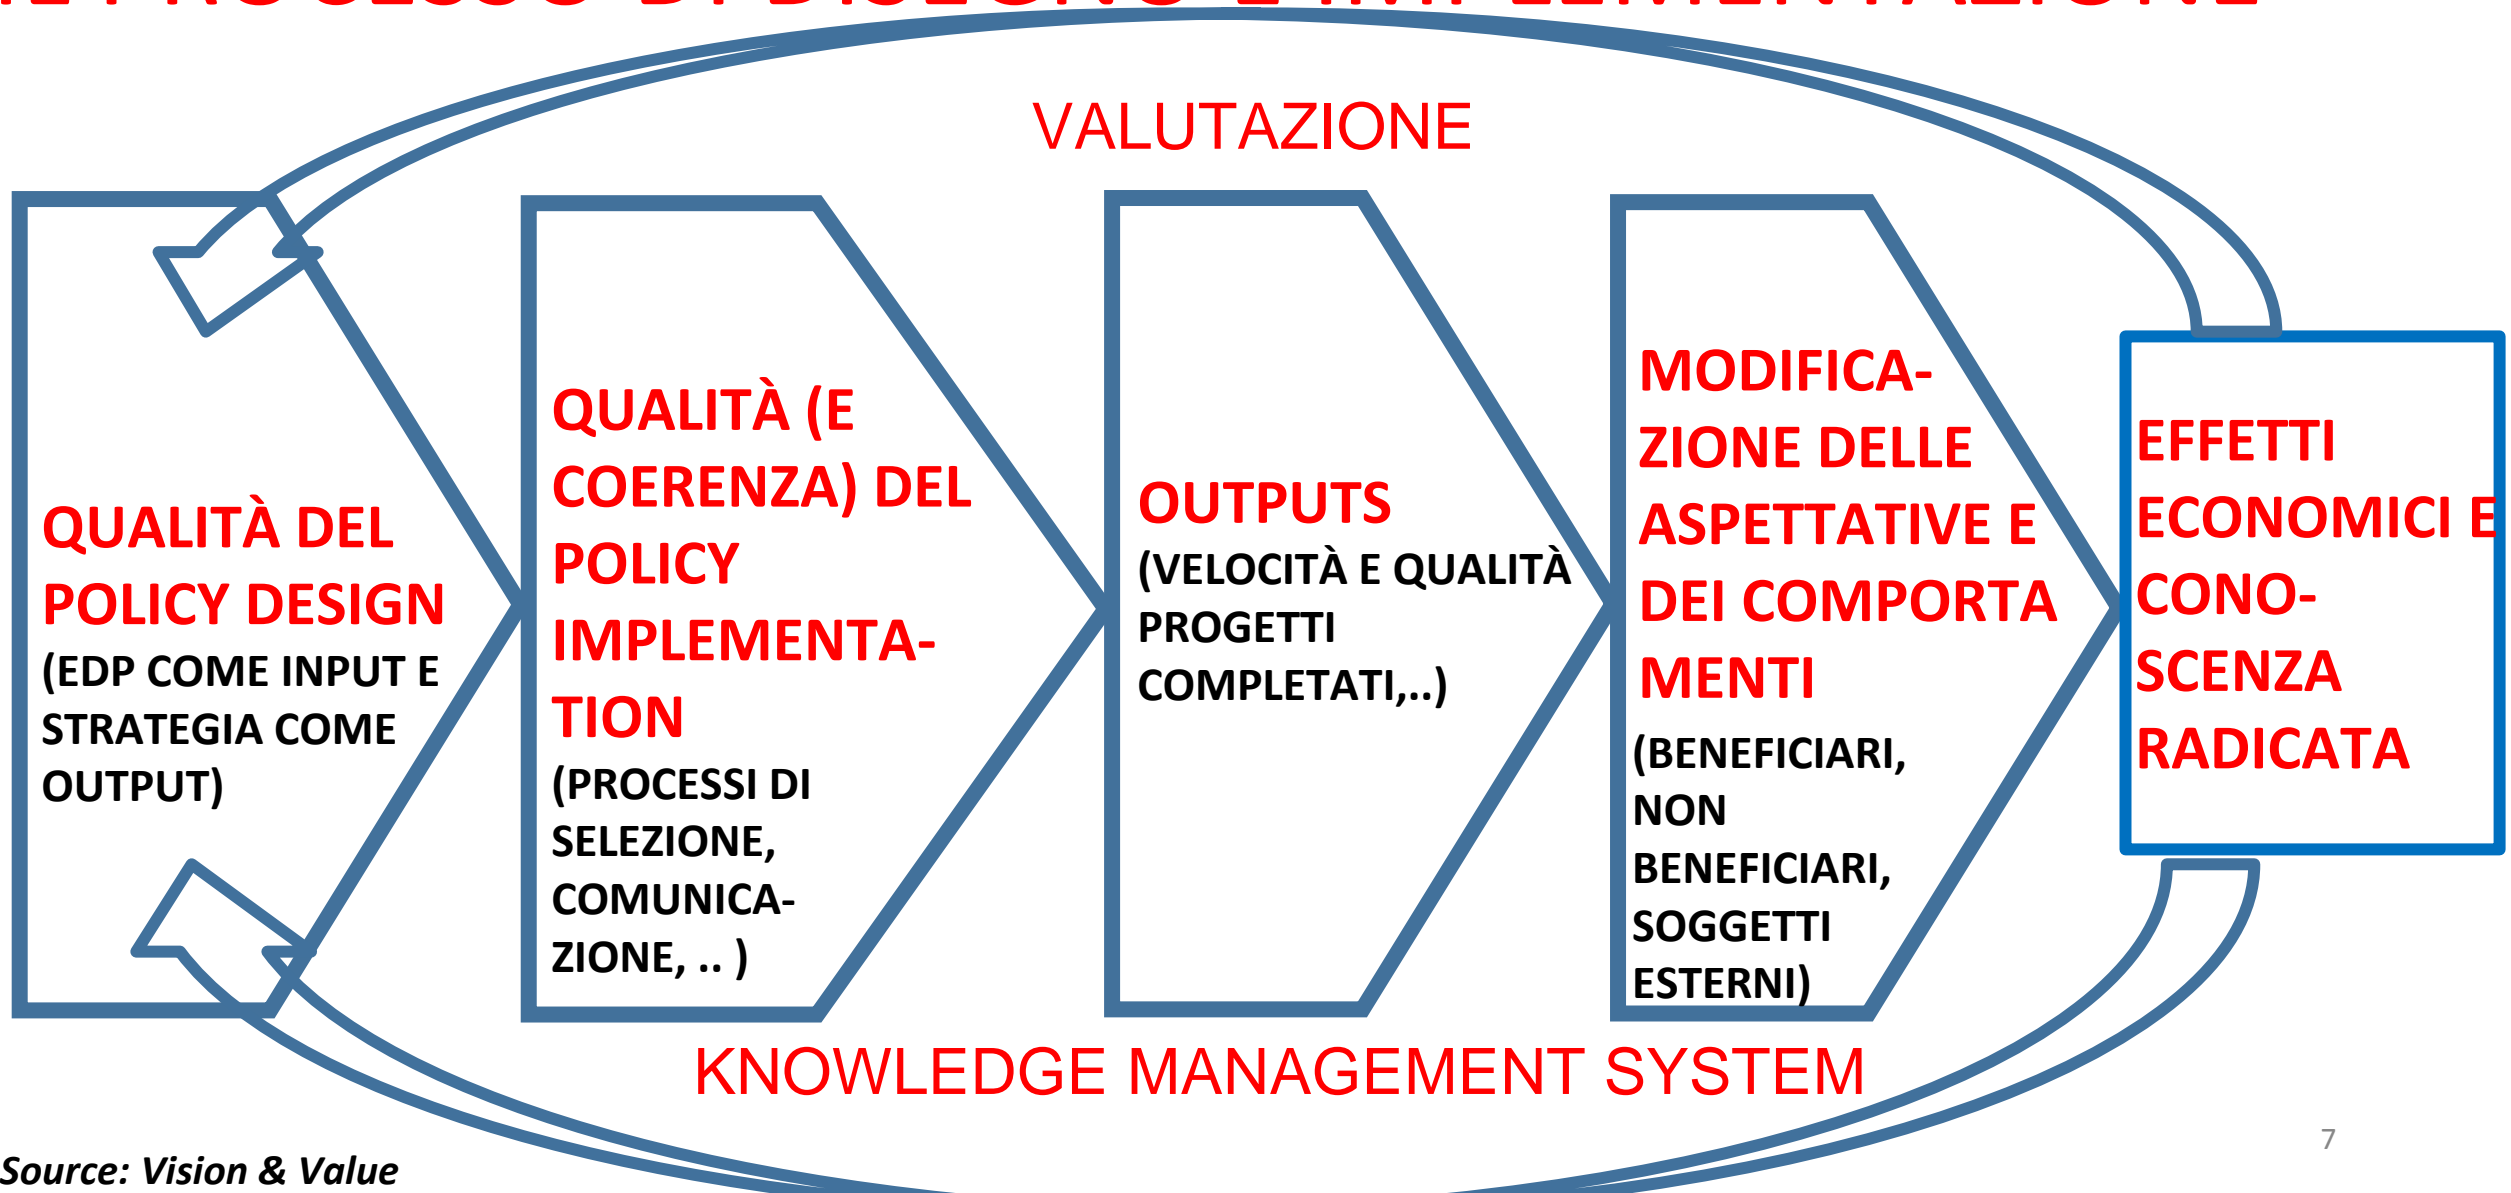 VALUTAZIONE
QUALITÀ DEL
POLICY DESIGN
(EDP COME INPUT E
STRATEGIA COME
OUTPUT)
QUALITÀ (E
COERENZA) DEL
POLICY
IMPLEMENTA-
TION
(PROCESSI DI
SELEZIONE,
COMUNICA-
ZIONE, .. )
OUTPUTS
(VELOCITÀ E QUALITÀ
PROGETTI
COMPLETATI,..)
MODIFICA-
ZIONE DELLE
ASPETTATIVE E
DEI COMPORTA
MENTI
(BENEFICIARI,
NON
BENEFICIARI,
SOGGETTI
ESTERNI)
EFFETTI
ECONOMICI E
CONO-
SCENZA
RADICATA
KNOWLEDGE MANAGEMENT SYSTEM
7
Source: Vision & Value